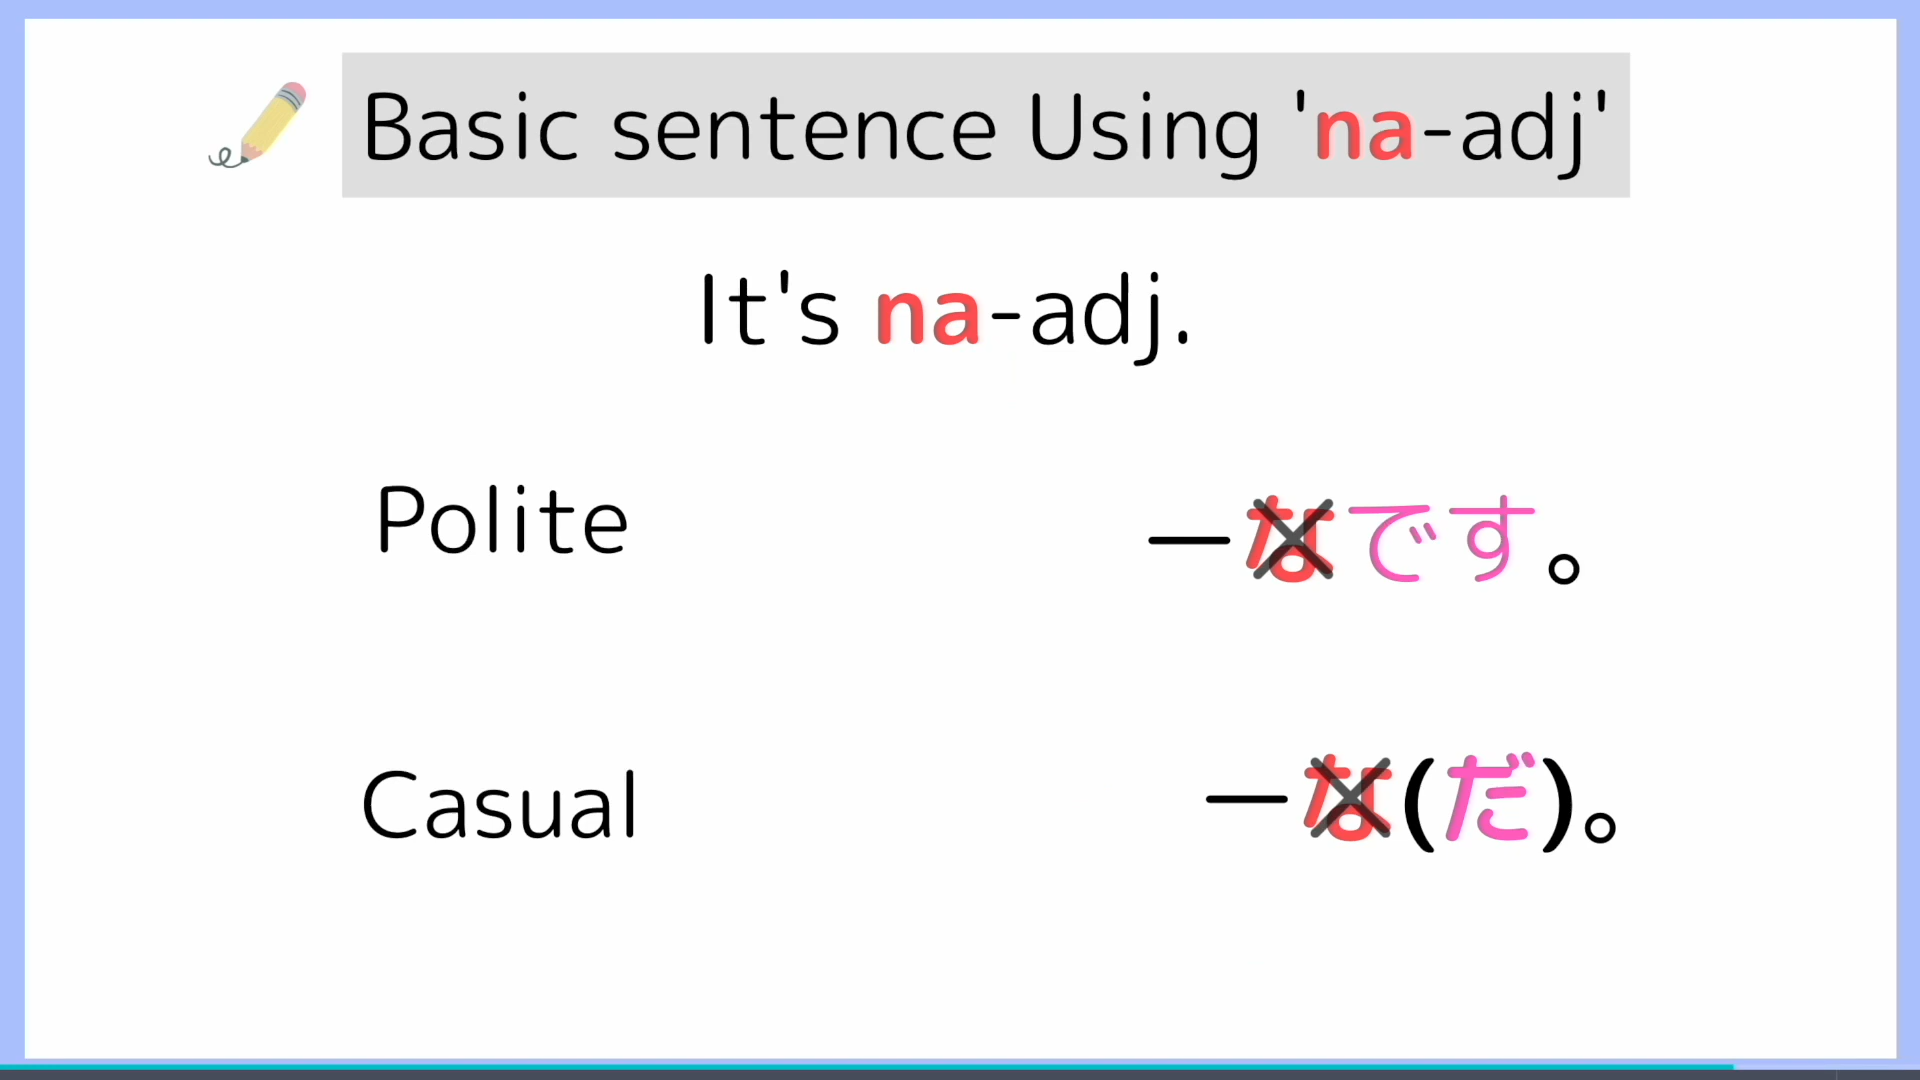 Basic sentence Using 'na-adj'
It's na-adj.
Polite
ーなです。
Casual
ーな(だ)。